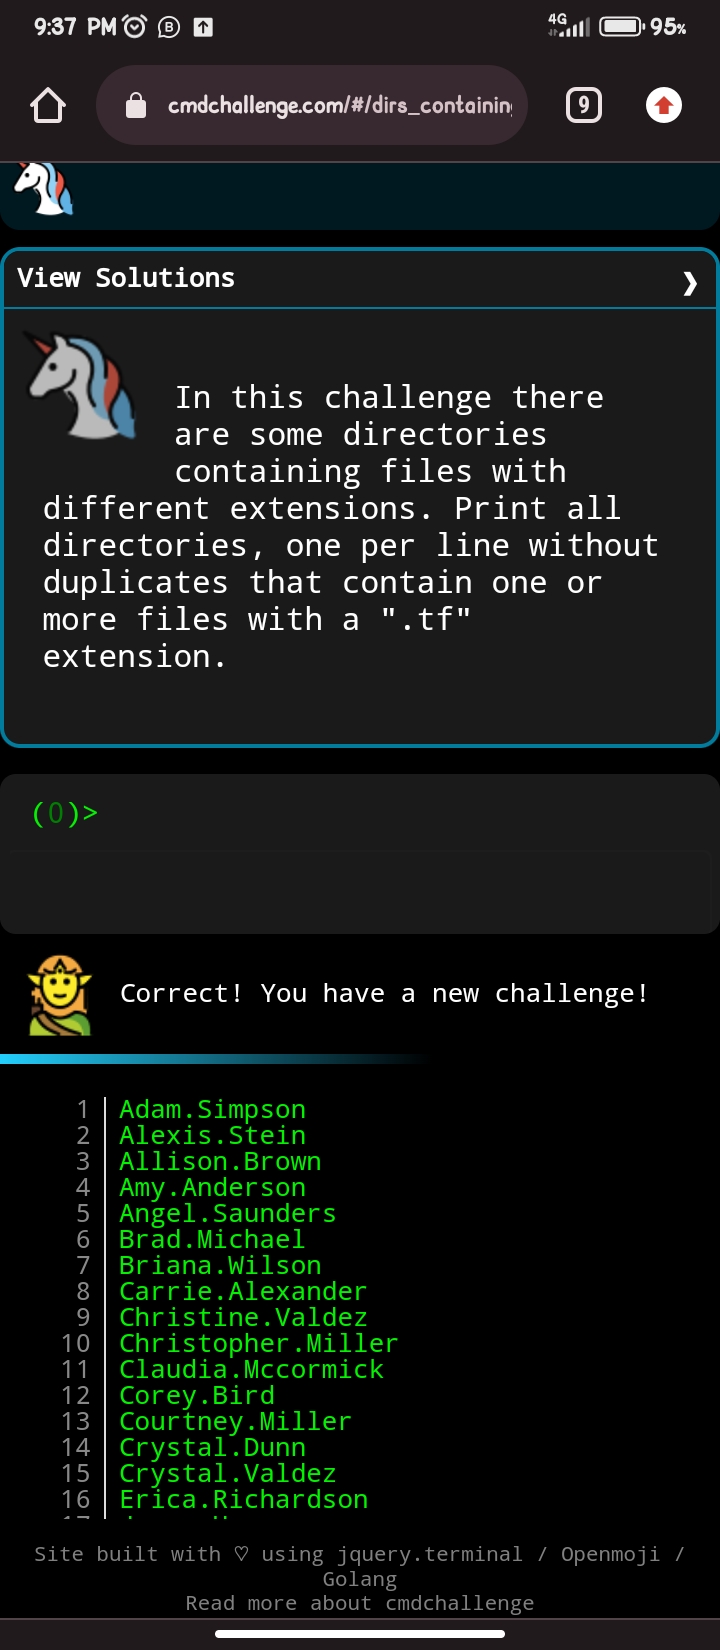 9:37 PM B 4G 95%
cmdchallenge.com/#/dirs_containing 9
View Solutions ❯
In this challenge there
are some directories
containing files with
different extensions. Print all
directories, one per line without
duplicates that contain one or
more files with a ".tf"
extension.
(0)>
Correct! You have a new challenge!
1 Adam.Simpson
2 Alexis.Stein
3 Allison.Brown
4 Amy.Anderson
5 Angel.Saunders
6 Brad.Michael
7 Briana.Wilson
8 Carrie.Alexander
9 Christine.Valdez
10 Christopher.Miller
11 Claudia.Mccormick
12 Corey.Bird
13 Courtney.Miller
14 Crystal.Dunn
15 Crystal.Valdez
16 Erica.Richardson
17
Site built with ♡ using jquery.terminal / Openmoji /
Golang
Read more about cmdchallenge